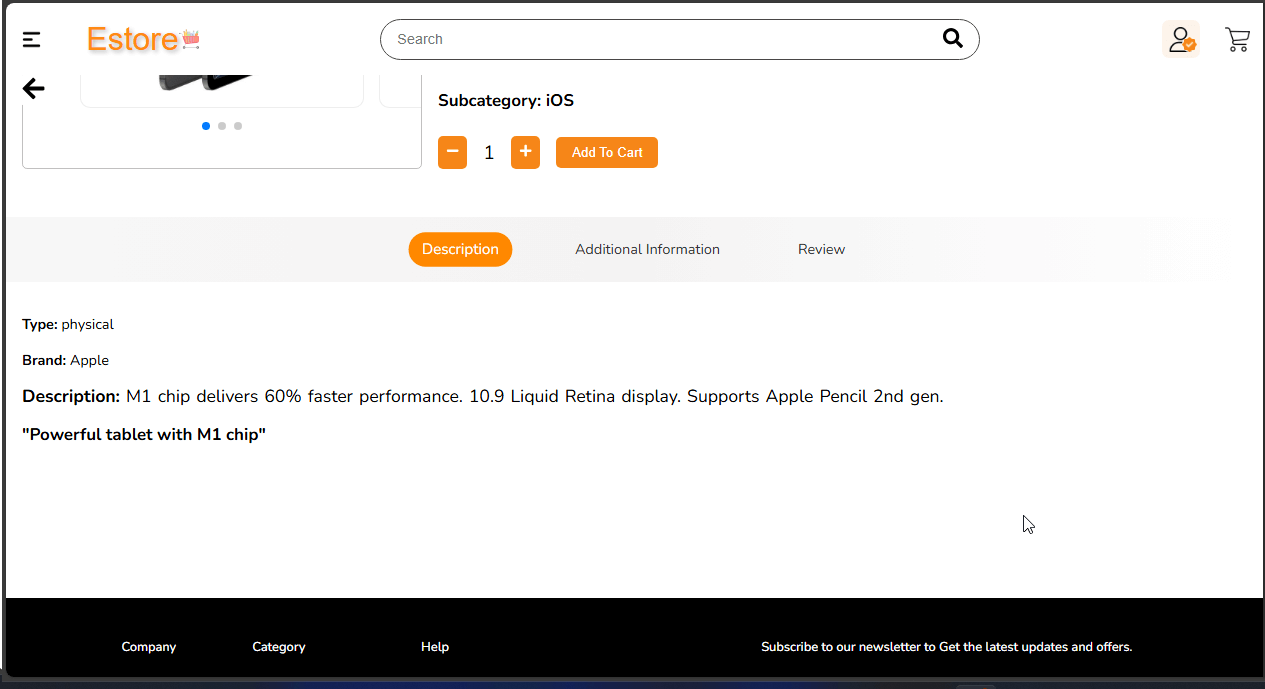 Estore
Search
Subcategory: iOS
1
Add To Cart
Description
Additional Information
Review
Type: physical
Brand: Apple
Description: M1 chip delivers 60% faster performance. 10.9 Liquid Retina display. Supports Apple Pencil 2nd gen.
"Powerful tablet with M1 chip"
Company
Category
Help
Subscribe to our newsletter to Get the latest updates and offers.